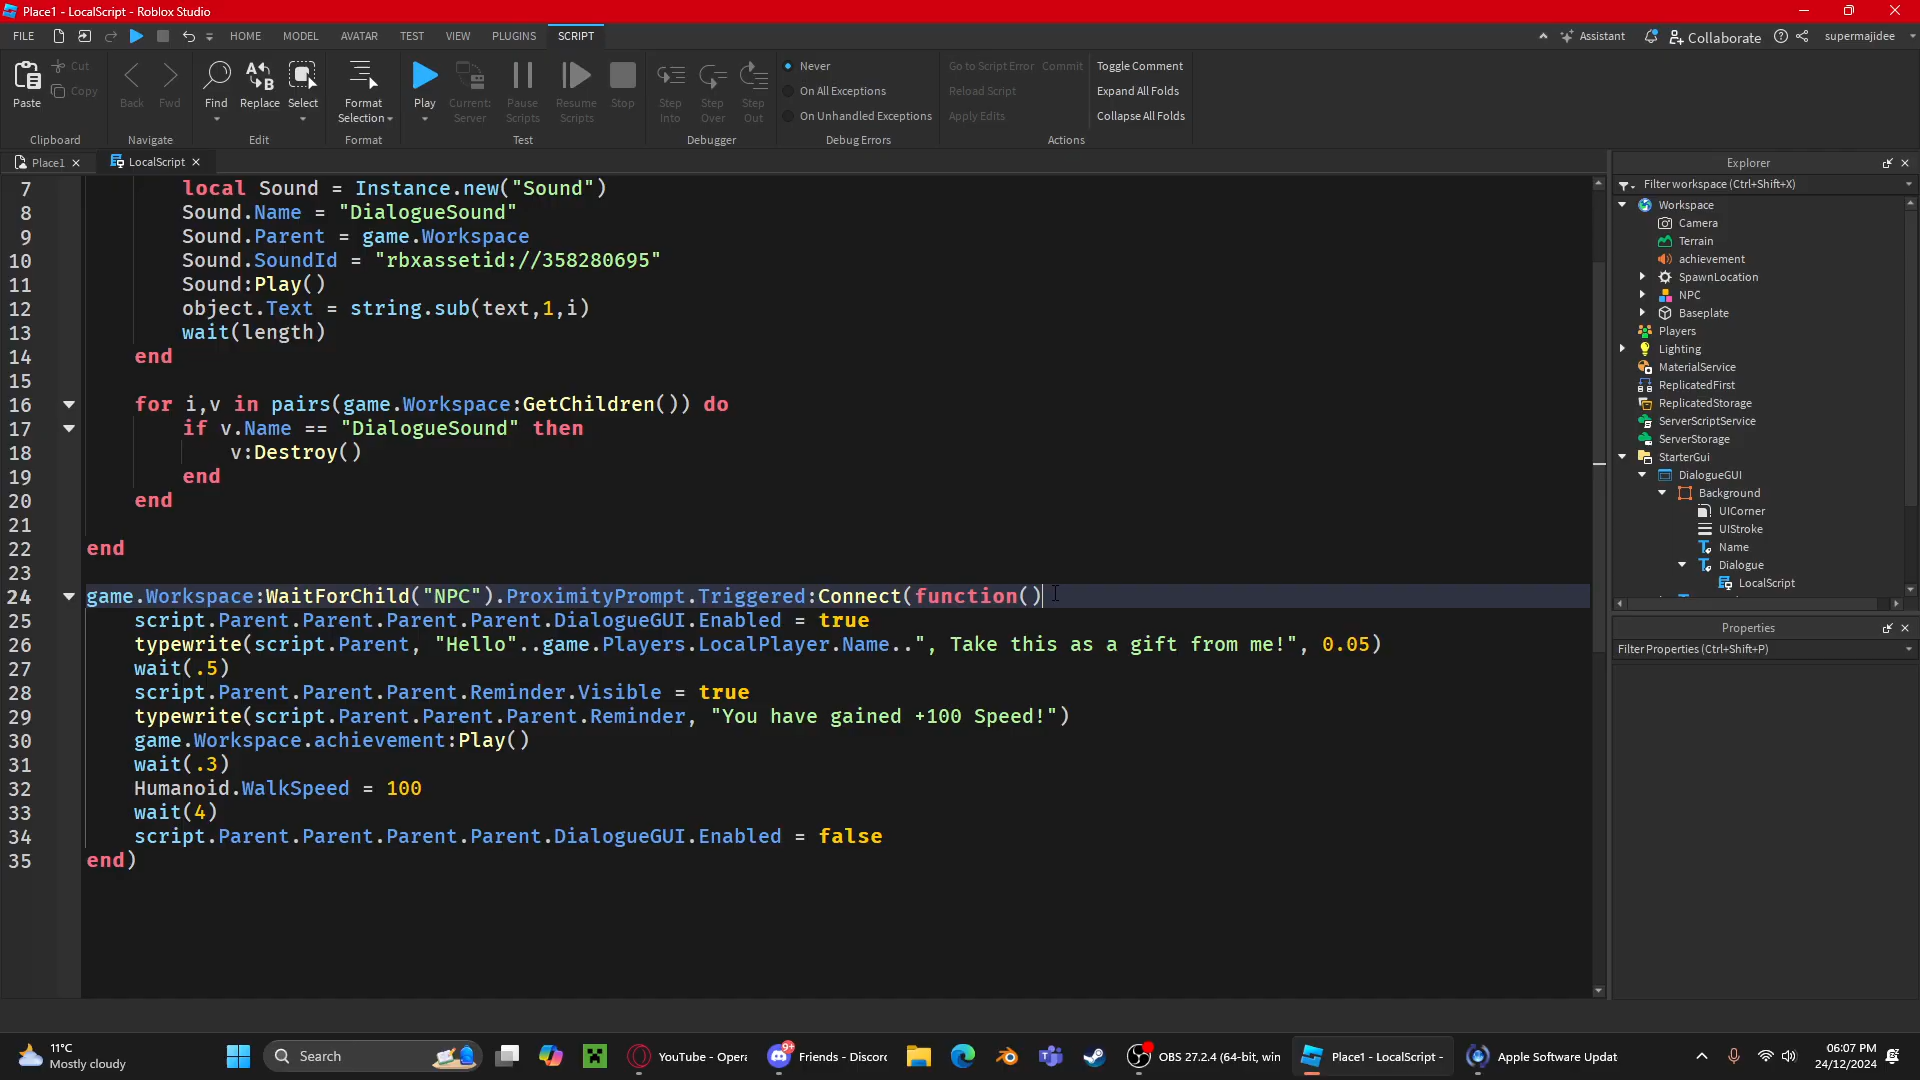 Place1 - LocalScript - Roblox Studio
FILE HOME MODEL AVATAR TEST VIEW PLUGINS SCRIPT Assistant Collaborate supermajidee
Paste Cut Copy Clipboard
Back Fwd Navigate
Find Replace Select Edit
Format Selection Format
Play Current: Server Pause Scripts Resume Scripts Stop Test
Step Into Step Over Step Out Debugger
Never
On All Exceptions
On Unhandled Exceptions
Debug Errors
Go to Script Error Commit Toggle Comment
Reload Script Expand All Folds
Apply Edits Collapse All Folds
Actions
Place1 LocalScript
7 local Sound = Instance.new("Sound")
8 Sound.Name = "DialogueSound"
9 Sound.Parent = game.Workspace
10 Sound.SoundId = "rbxassetid://358280695"
11 Sound:Play()
12 object.Text = string.sub(text,1,i)
13 wait(length)
14 end
15
16 for i,v in pairs(game.Workspace:GetChildren()) do
17 if v.Name == "DialogueSound" then
18 v:Destroy()
19 end
20 end
21
22 end
23
24 game.Workspace:WaitForChild("NPC").ProximityPrompt.Triggered:Connect(function()
25 script.Parent.Parent.Parent.Parent.DialogueGUI.Enabled = true
26 typewrite(script.Parent, "Hello"..game.Players.LocalPlayer.Name..", Take this as a gift from me!", 0.05)
27 wait(.5)
28 script.Parent.Parent.Parent.Reminder.Visible = true
29 typewrite(script.Parent.Parent.Parent.Reminder, "You have gained +100 Speed!")
30 game.Workspace.achievement:Play()
31 wait(.3)
32 Humanoid.WalkSpeed = 100
33 wait(4)
34 script.Parent.Parent.Parent.Parent.DialogueGUI.Enabled = false
35 end)
Explorer
Filter workspace (Ctrl+Shift+X)
Workspace
Camera
Terrain
achievement
SpawnLocation
NPC
Baseplate
Players
Lighting
MaterialService
ReplicatedFirst
ReplicatedStorage
ServerScriptService
ServerStorage
StarterGui
DialogueGUI
Background
UICorner
UIStroke
Name
Dialogue
LocalScript
Properties
Filter Properties (Ctrl+Shift+P)
11°C
Mostly cloudy
Search
YouTube - Opera
9+
Friends - Discord
OBS 27.2.4 (64-bit, win
Place1 - LocalScript -
Apple Software Updat
06:07 PM
24/12/2024